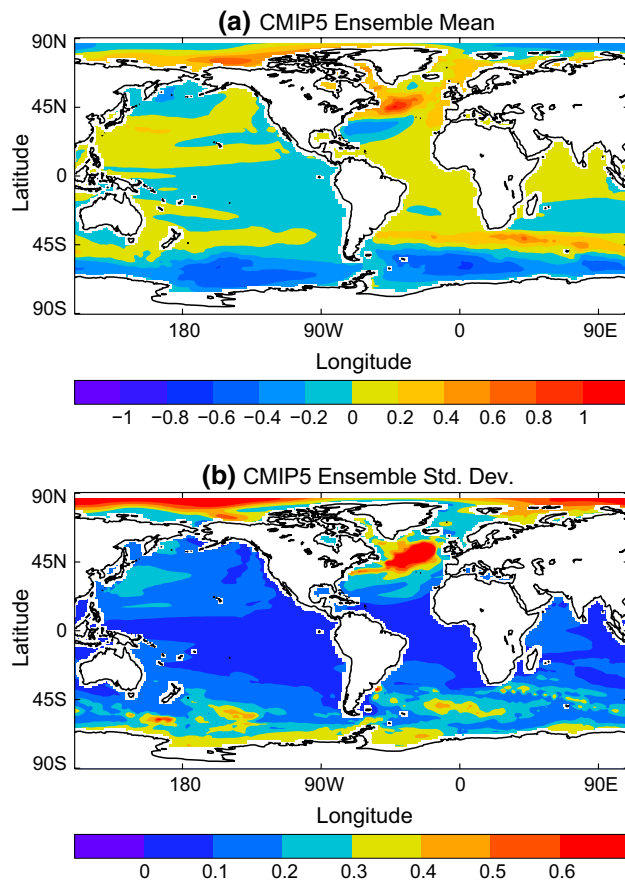 (a) CMIP5 Ensemble Mean
90N
45N
0
45S
90S
Latitude
180 90W 0 90E
Longitude
−1 −0.8 −0.6 −0.4 −0.2 0 0.2 0.4 0.6 0.8 1
(b) CMIP5 Ensemble Std. Dev.
90N
45N
0
45S
90S
Latitude
180 90W 0 90E
Longitude
0 0.1 0.2 0.3 0.4 0.5 0.6